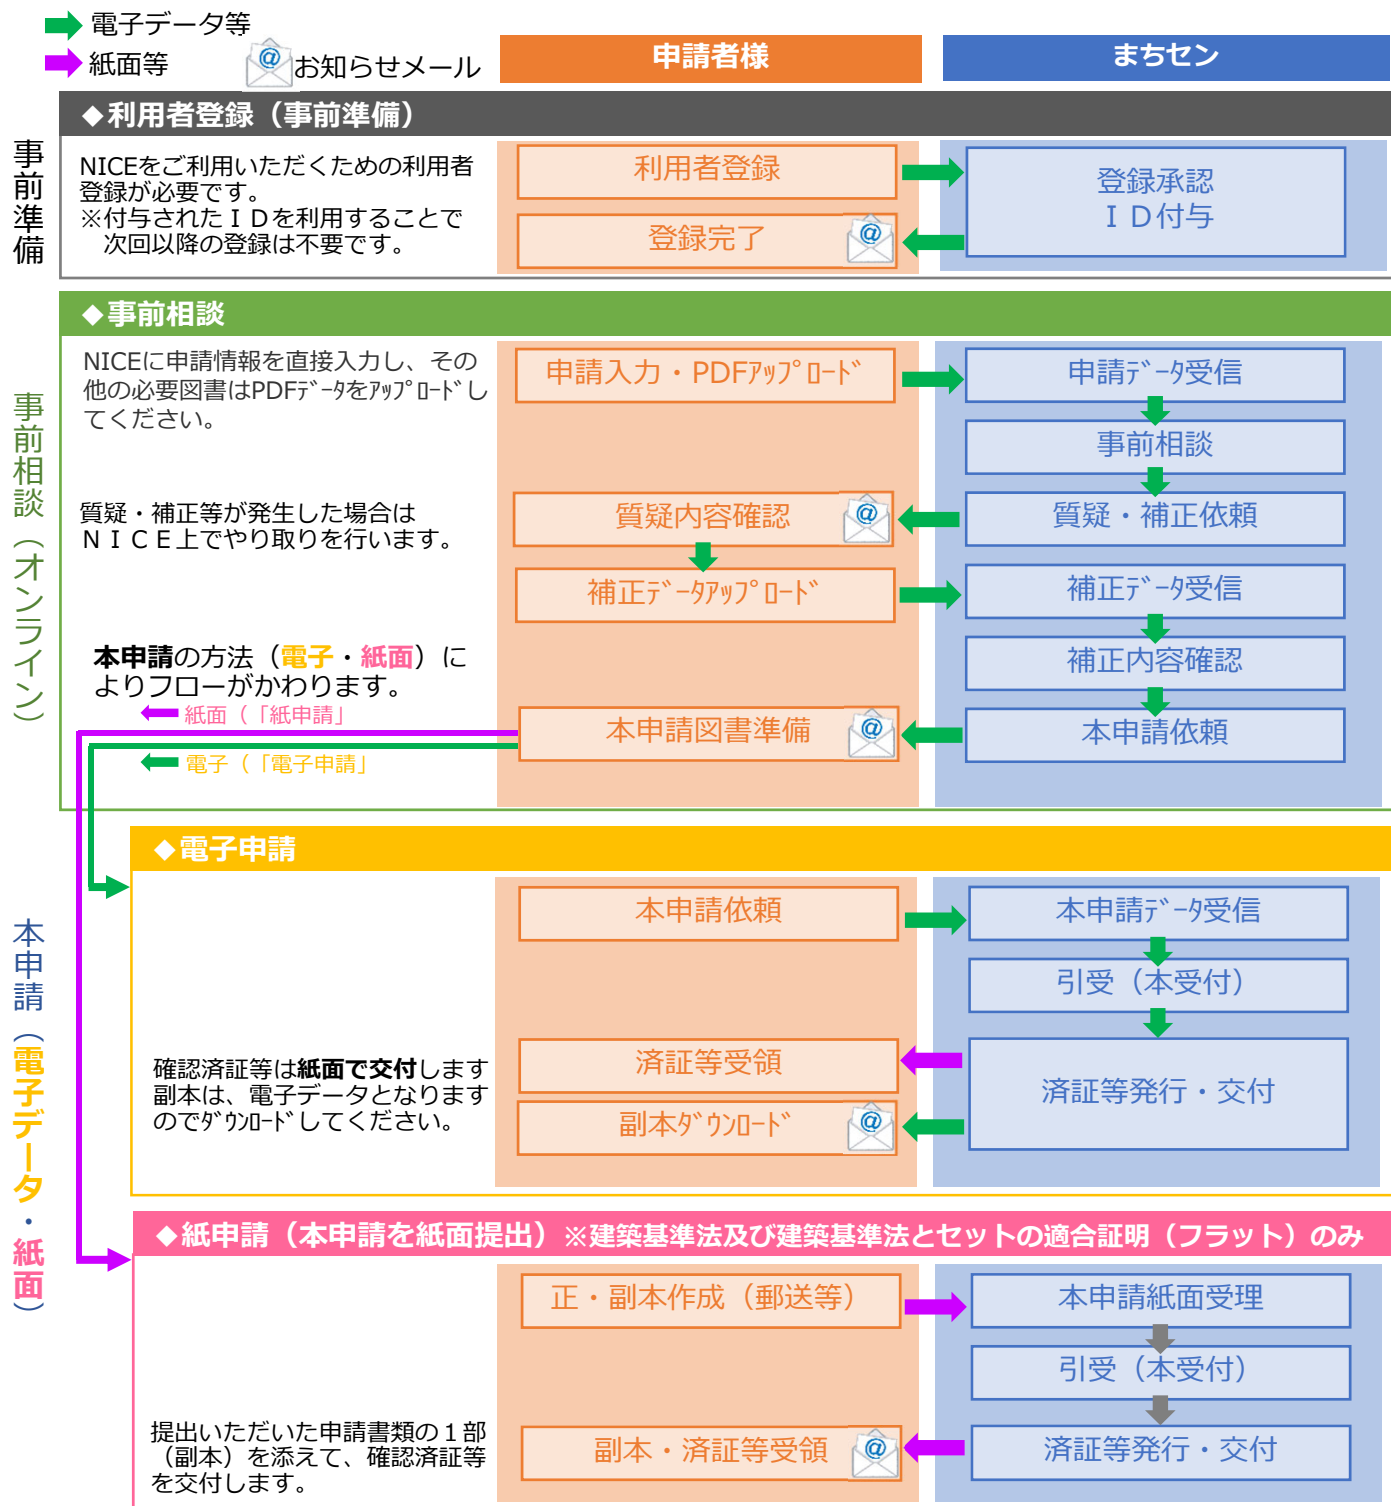 電子データ等
紙面等
お知らせメール
申請者様
まちセン
事前準備
◆利用者登録（事前準備）
NICEをご利用いただくための利用者
登録が必要です。
※付与されたＩＤを利用することで
次回以降の登録は不要です。
利用者登録
登録承認
ＩＤ付与
登録完了
事前相談（オンライン）
◆事前相談
NICEに申請情報を直接入力し、その
他の必要図書はPDFﾃﾞｰﾀをｱｯﾌﾟﾛｰﾄﾞし
てください。
申請入力・PDFｱｯﾌﾟﾛｰﾄﾞ
申請ﾃﾞｰﾀ受信
事前相談
質疑・補正等が発生した場合は
ＮＩＣＥ上でやり取りを行います。
質疑内容確認
質疑・補正依頼
補正ﾃﾞｰﾀｱｯﾌﾟﾛｰﾄﾞ
補正ﾃﾞｰﾀ受信
補正内容確認
本申請の方法（電子・紙面）に
よりフローがかわります。
紙面（「紙申請」
電子（「電子申請」
本申請図書準備
本申請依頼
本申請（電子データ・紙面）
◆電子申請
本申請依頼
本申請ﾃﾞｰﾀ受信
引受（本受付）
確認済証等は紙面で交付します
副本は、電子データとなります
のでﾀﾞｳﾝﾛｰﾄﾞしてください。
済証等受領
副本ﾀﾞｳﾝﾛｰﾄﾞ
済証等発行・交付
◆紙申請（本申請を紙面提出）※建築基準法及び建築基準法とセットの適合証明（フラット）のみ
正・副本作成（郵送等）
本申請紙面受理
引受（本受付）
提出いただいた申請書類の１部
（副本）を添えて、確認済証等
を交付します。
副本・済証等受領
済証等発行・交付